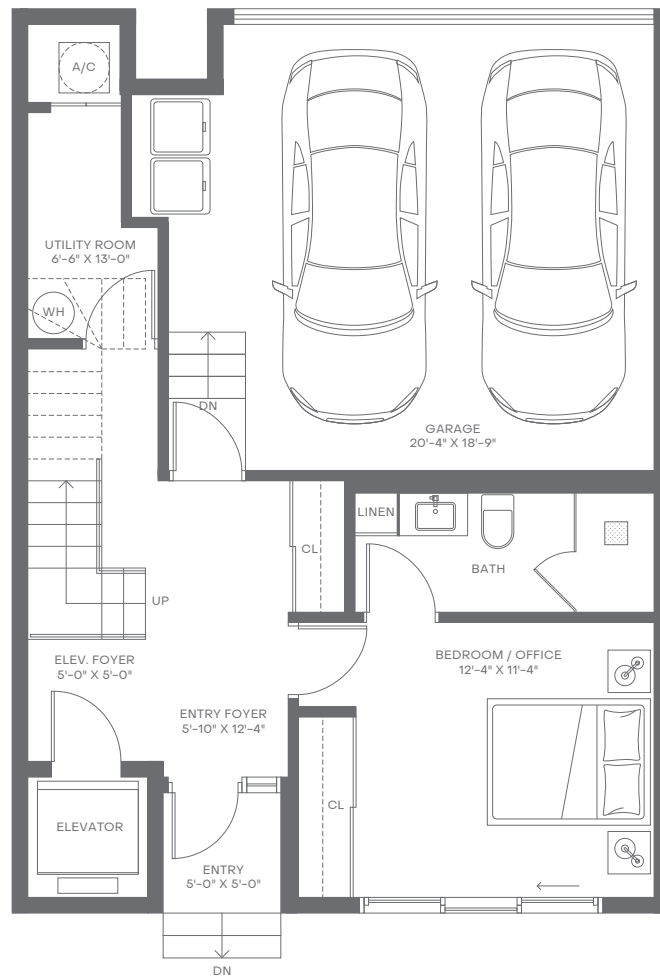 A/C
UTILITY ROOM
6'-6" X 13'-0"
WH
DN
GARAGE
20'-4" X 18'-9"
LINEN
CL
BATH
UP
ELEV. FOYER
5'-0" X 5'-0"
BEDROOM / OFFICE
12'-4" X 11'-4"
ENTRY FOYER
5'-10" X 12'-4"
CL
ELEVATOR
ENTRY
5'-0" X 5'-0"
DN